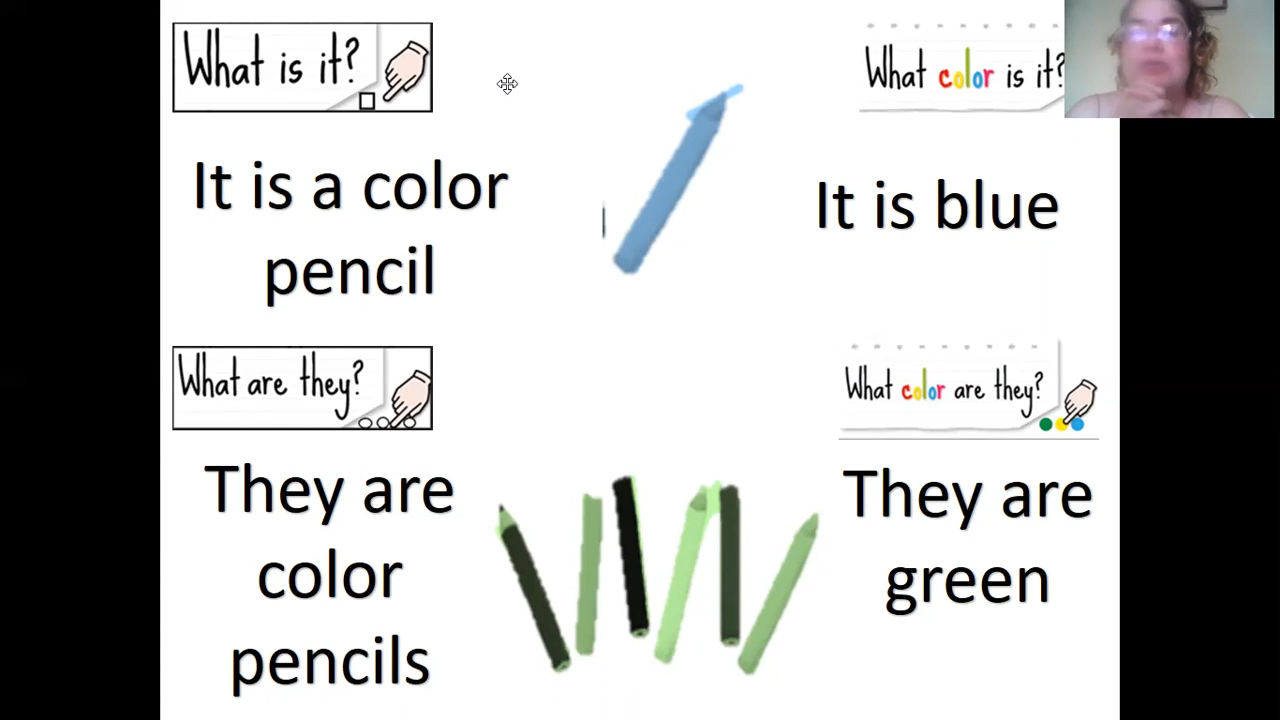 What is it?
What color is it?
It is a color
pencil
It is blue
What are they?
What color are they?
They are
color
pencils
They are
green